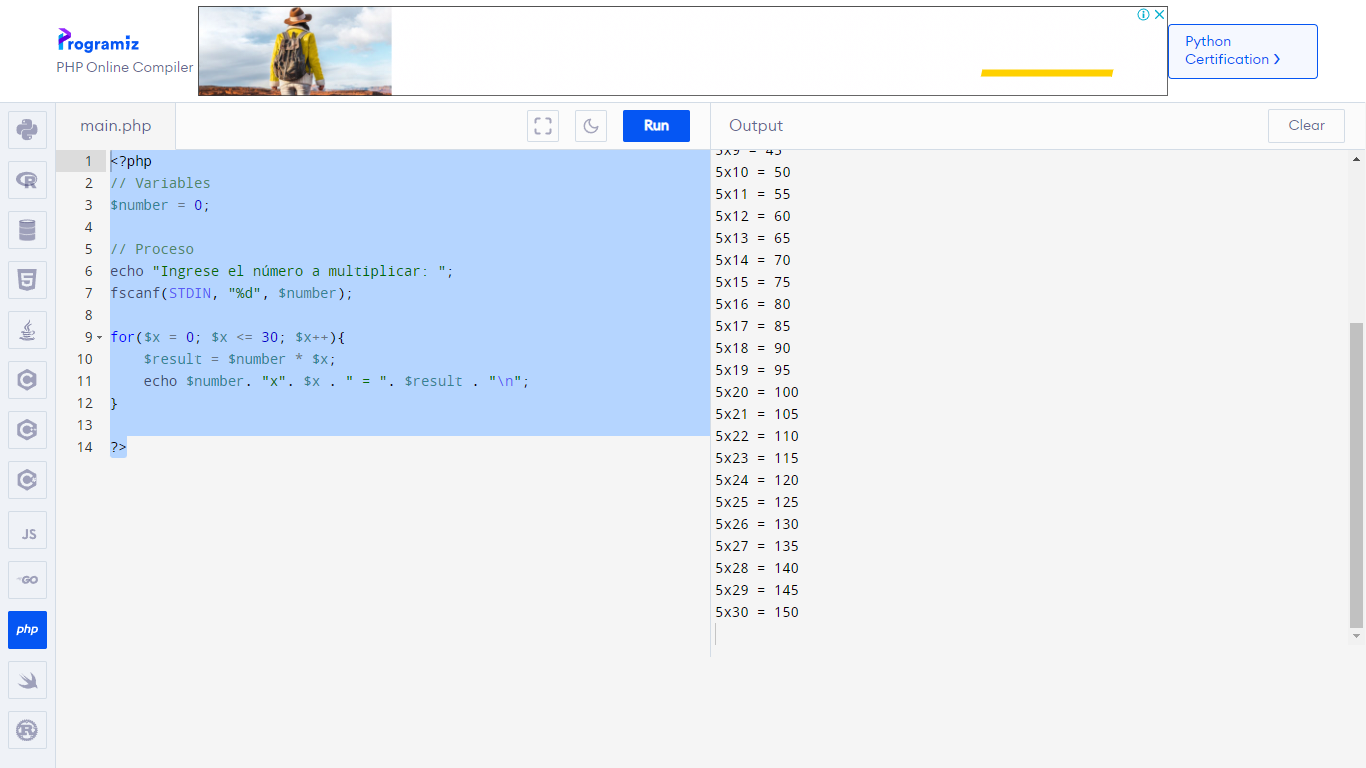 Programiz
PHP Online Compiler
Python
Certification ❯
main.php
Run
Output
Clear
1 <?php
2 // Variables
3 $number = 0;
4
5 // Proceso
6 echo "Ingrese el número a multiplicar: ";
7 fscanf(STDIN, "%d", $number);
8
9 for($x = 0; $x <= 30; $x++){
10 $result = $number * $x;
11 echo $number. "x". $x . " = ". $result . "\n";
12 }
13
14 ?>
5x9 = 45
5x10 = 50
5x11 = 55
5x12 = 60
5x13 = 65
5x14 = 70
5x15 = 75
5x16 = 80
5x17 = 85
5x18 = 90
5x19 = 95
5x20 = 100
5x21 = 105
5x22 = 110
5x23 = 115
5x24 = 120
5x25 = 125
5x26 = 130
5x27 = 135
5x28 = 140
5x29 = 145
5x30 = 150
R
5
C
C
C
JS
GO
php
R